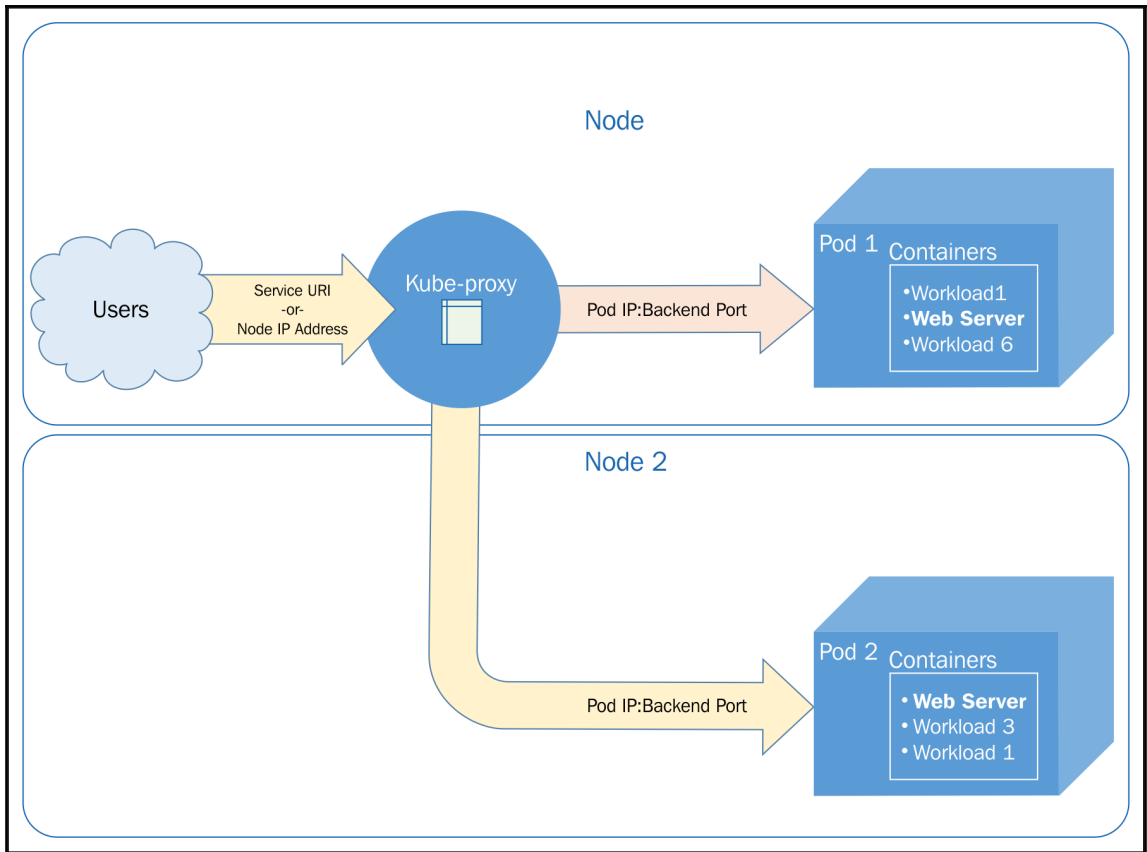 Node
Users
Service URI
-or-
Node IP Address
Kube-proxy
Pod IP:Backend Port
Pod 1
Containers
•Workload1
•Web Server
•Workload 6
Node 2
Pod IP:Backend Port
Pod 2
Containers
• Web Server
• Workload 3
• Workload 1